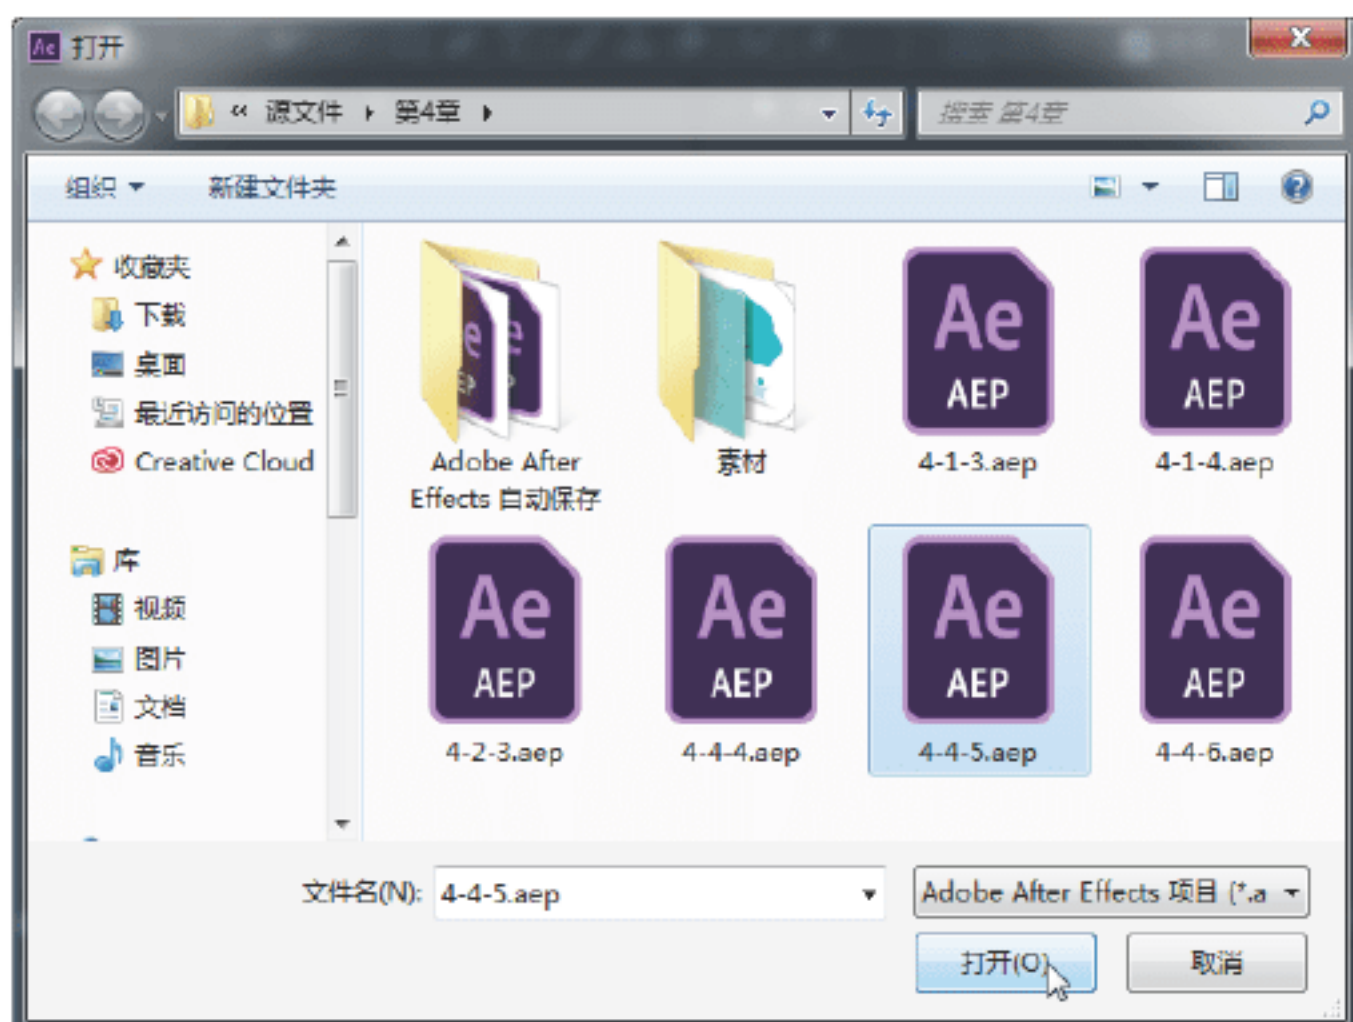 Ae 打开
« 源文件 ▸ 第4章 ▸
搜索 第4章
组织 新建文件夹
收藏夹
下载
桌面
最近访问的位置
Creative Cloud
库
视频
图片
文档
音乐
Adobe After
Effects 自动保存
素材
Ae
AEP
4-1-3.aep
Ae
AEP
4-1-4.aep
Ae
AEP
4-2-3.aep
Ae
AEP
4-4-4.aep
Ae
AEP
4-4-5.aep
Ae
AEP
4-4-6.aep
文件名(N): 4-4-5.aep
Adobe After Effects 项目 (*.a
打开(O)
取消